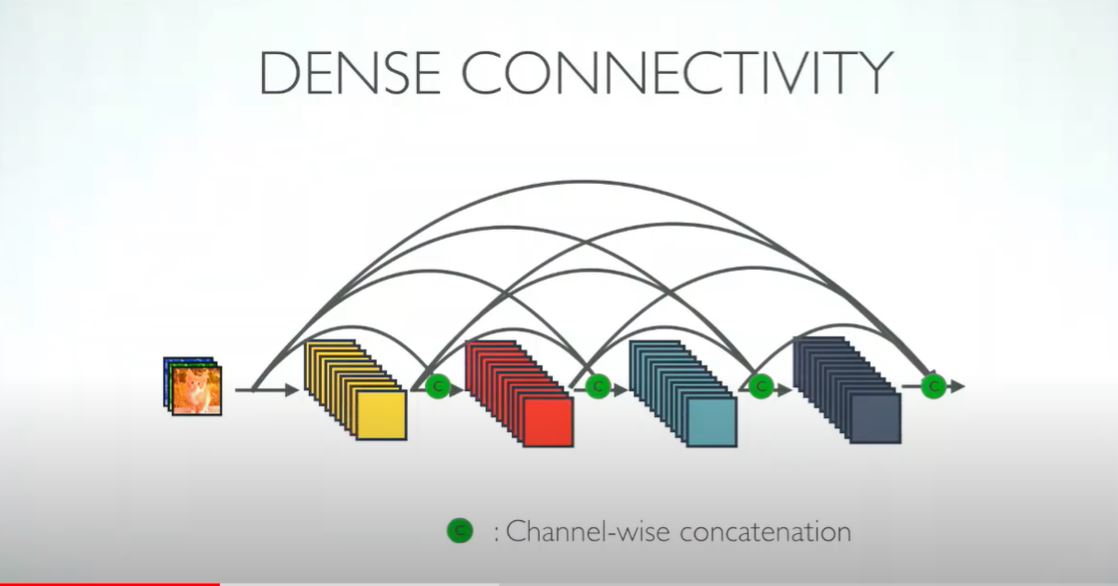 DENSE CONNECTIVITY
C C C C
C : Channel-wise concatenation